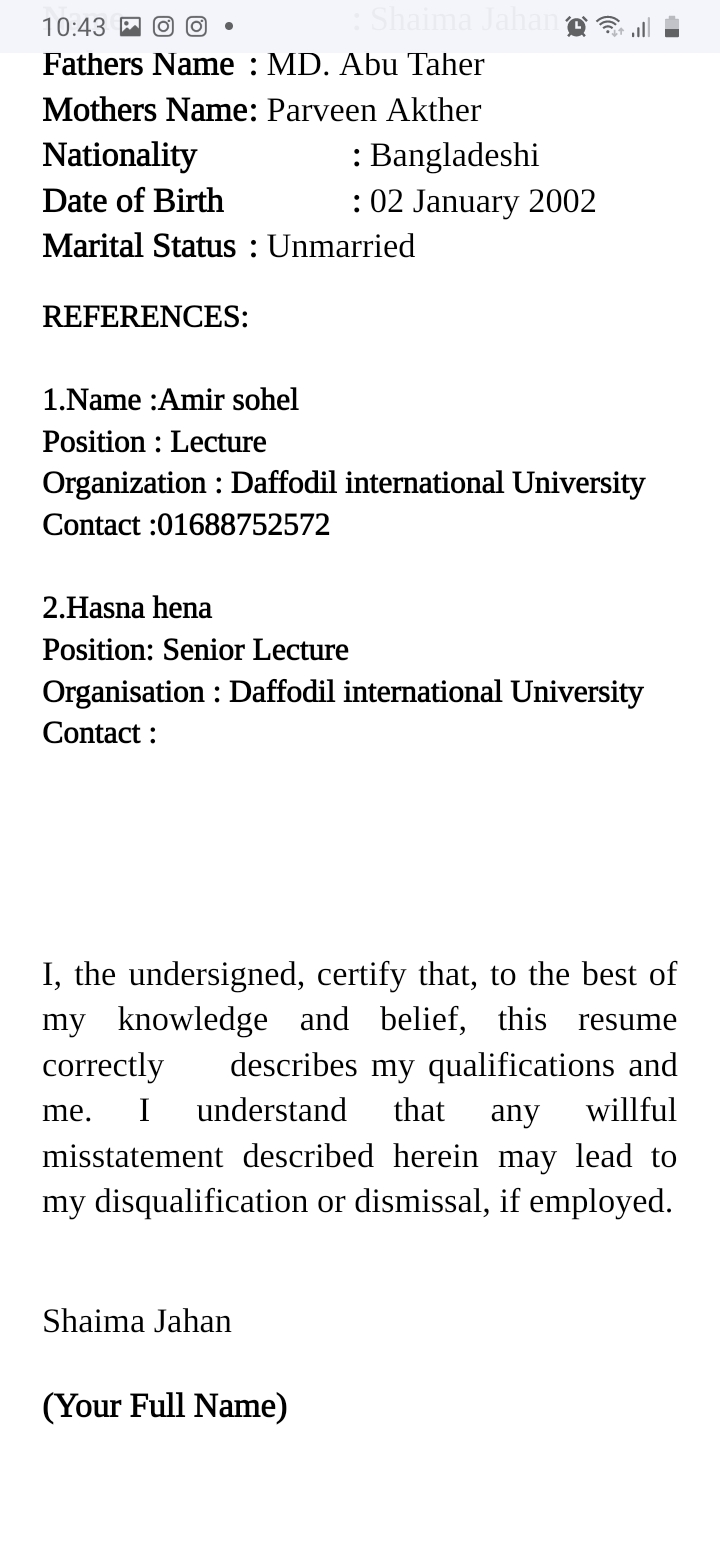 10:43
Name : Shaima Jahan
Fathers Name : MD. Abu Taher
Mothers Name: Parveen Akther
Nationality : Bangladeshi
Date of Birth : 02 January 2002
Marital Status : Unmarried
REFERENCES:
1.Name :Amir sohel
Position : Lecture
Organization : Daffodil international University
Contact :01688752572
2.Hasna hena
Position: Senior Lecture
Organisation : Daffodil international University
Contact :
I, the undersigned, certify that, to the best of
my knowledge and belief, this resume
correctly describes my qualifications and
me. I understand that any willful
misstatement described herein may lead to
my disqualification or dismissal, if employed.
Shaima Jahan
(Your Full Name)